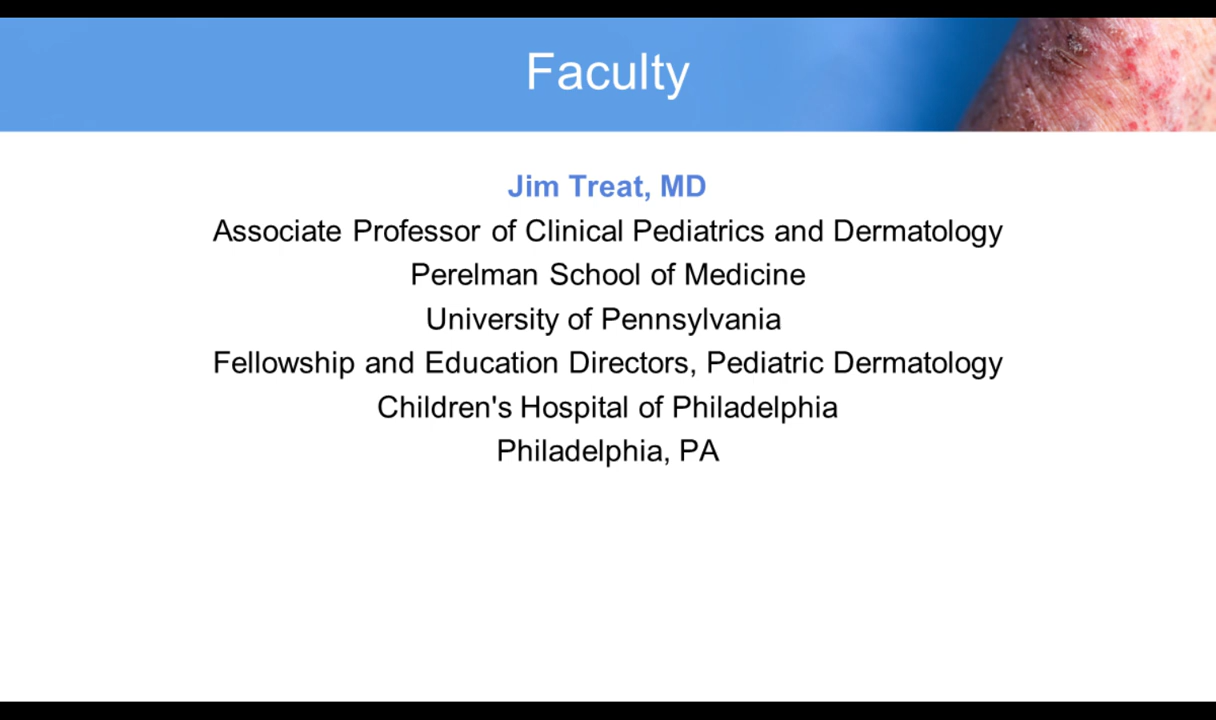 Faculty
Jim Treat, MD
Associate Professor of Clinical Pediatrics and Dermatology
Perelman School of Medicine
University of Pennsylvania
Fellowship and Education Directors, Pediatric Dermatology
Children's Hospital of Philadelphia
Philadelphia, PA